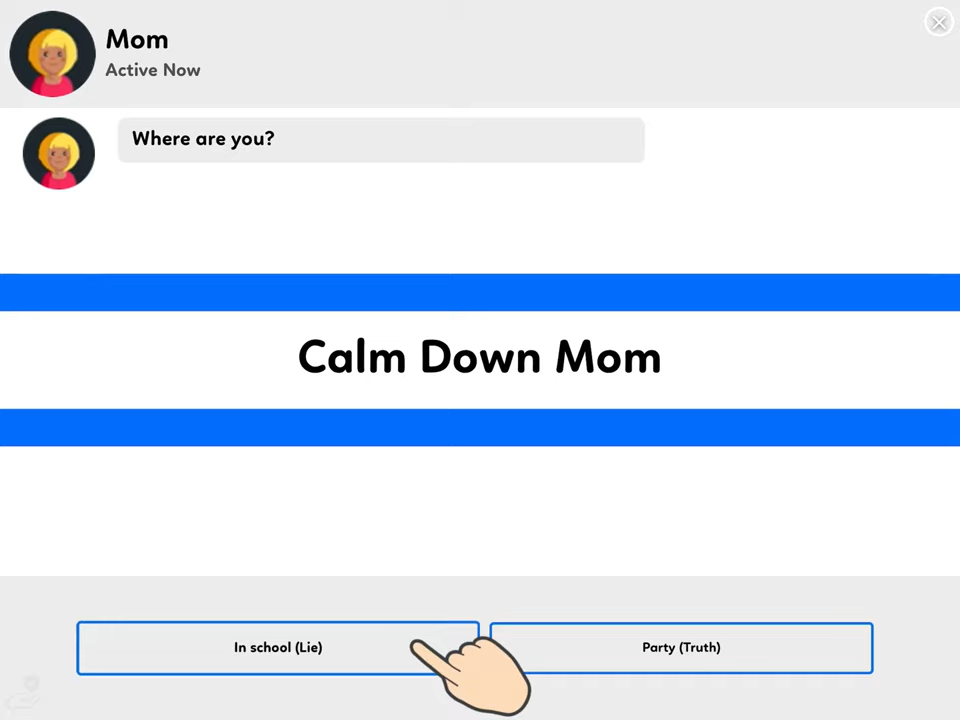 Mom
Active Now
Where are you?
Calm Down Mom
In school (Lie)
Party (Truth)